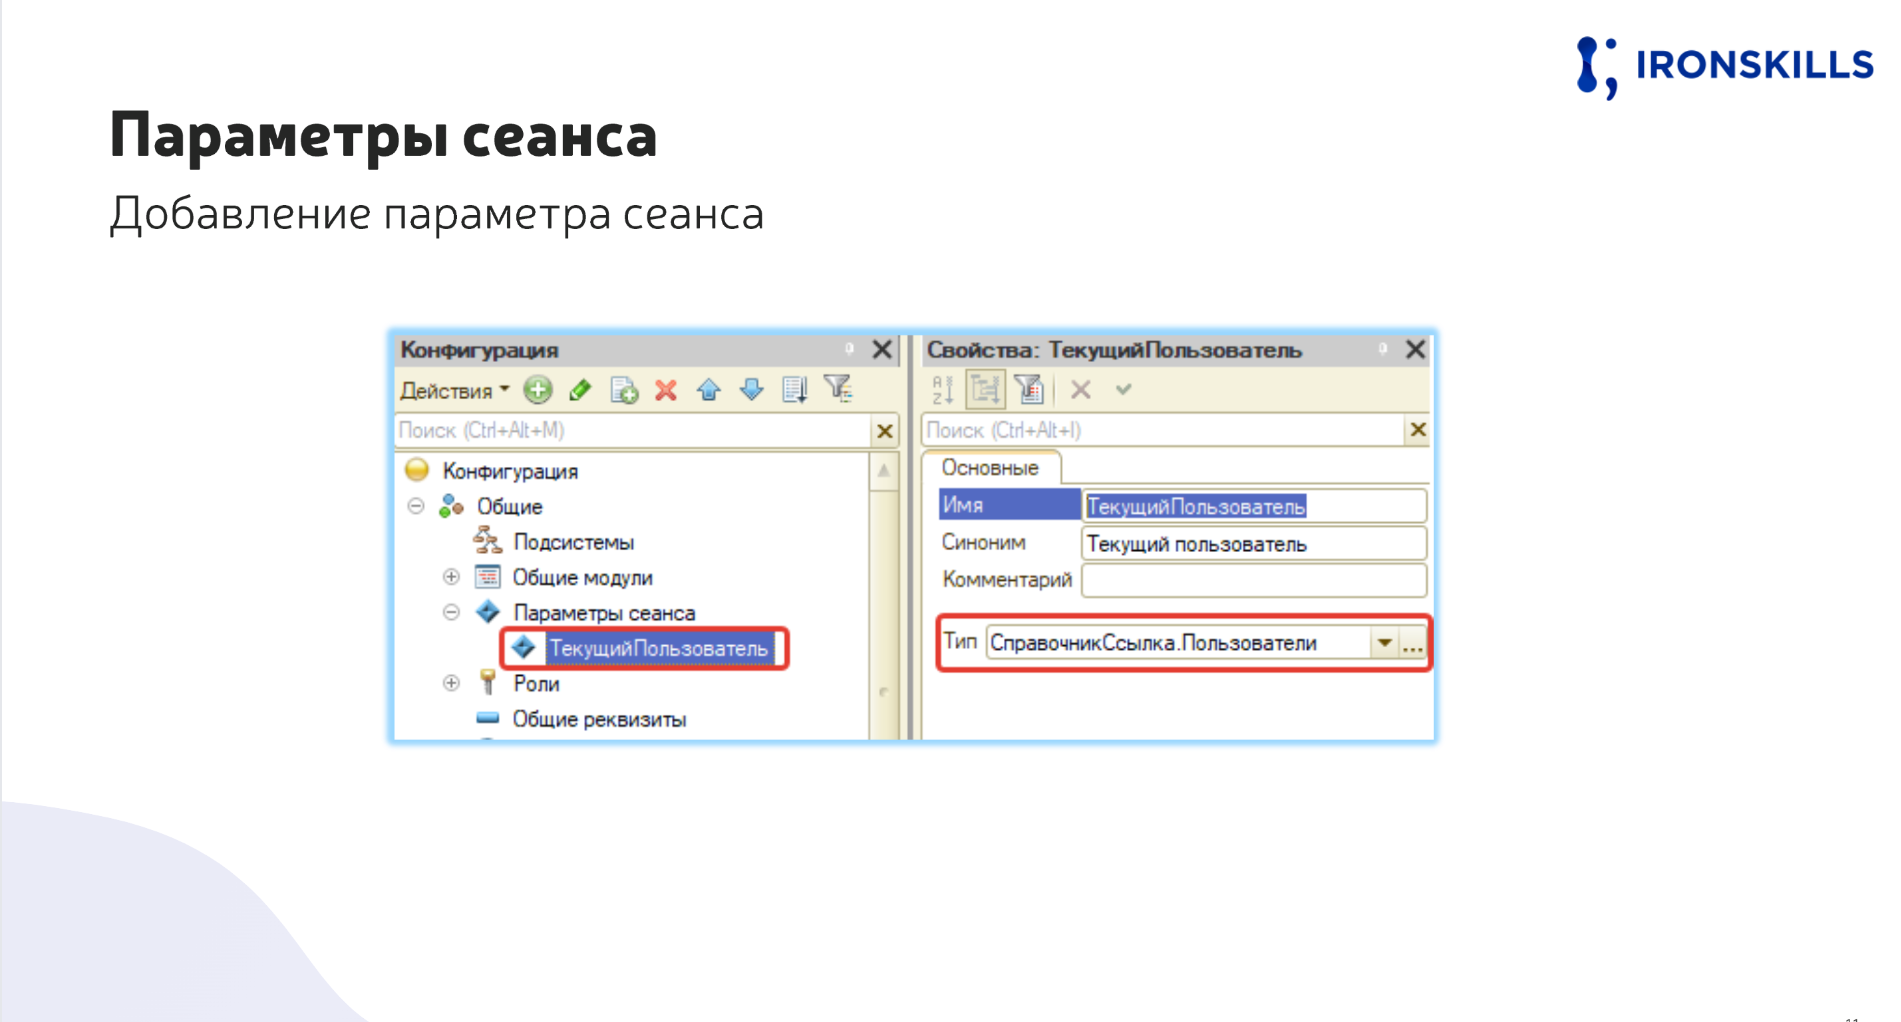 IRONSKILLS
Параметры сеанса
Добавление параметра сеанса
Конфигурация
Действия
Поиск (Ctrl+Alt+M)
Конфигурация
Общие
Подсистемы
Общие модули
Параметры сеанса
ТекущийПользователь
Роли
Общие реквизиты
Свойства: ТекущийПользователь
Поиск (Ctrl+Alt+I)
Основные
Имя ТекущийПользователь
Синоним Текущий пользователь
Комментарий
Тип СправочникСсылка.Пользователи ...